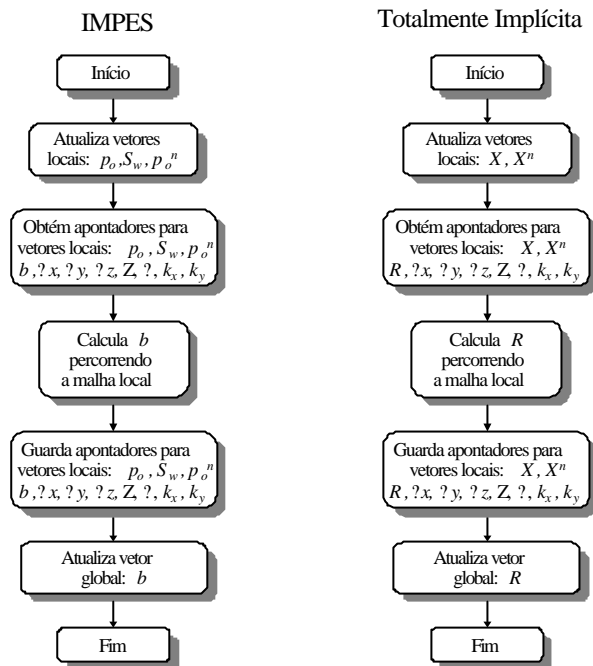 IMPES
Início
Atualiza vetores
locais: p_o, S_w, p_o^n
Obtém apontadores para
vetores locais: p_o, S_w, p_o^n
b, ?x, ?y, ?z, Z, ?, k_x, k_y
Calcula b
percorrendo
a malha local
Guarda apontadores para
vetores locais: p_o, S_w, p_o^n
b, ?x, ?y, ?z, Z, ?, k_x, k_y
Atualiza vetor
global: b
Fim
Totalmente Implícita
Início
Atualiza vetores
locais: X, X^n
Obtém apontadores para
vetores locais: X, X^n
R, ?x, ?y, ?z, Z, ?, k_x, k_y
Calcula R
percorrendo
a malha local
Guarda apontadores para
vetores locais: X, X^n
R, ?x, ?y, ?z, Z, ?, k_x, k_y
Atualiza vetor
global: R
Fim